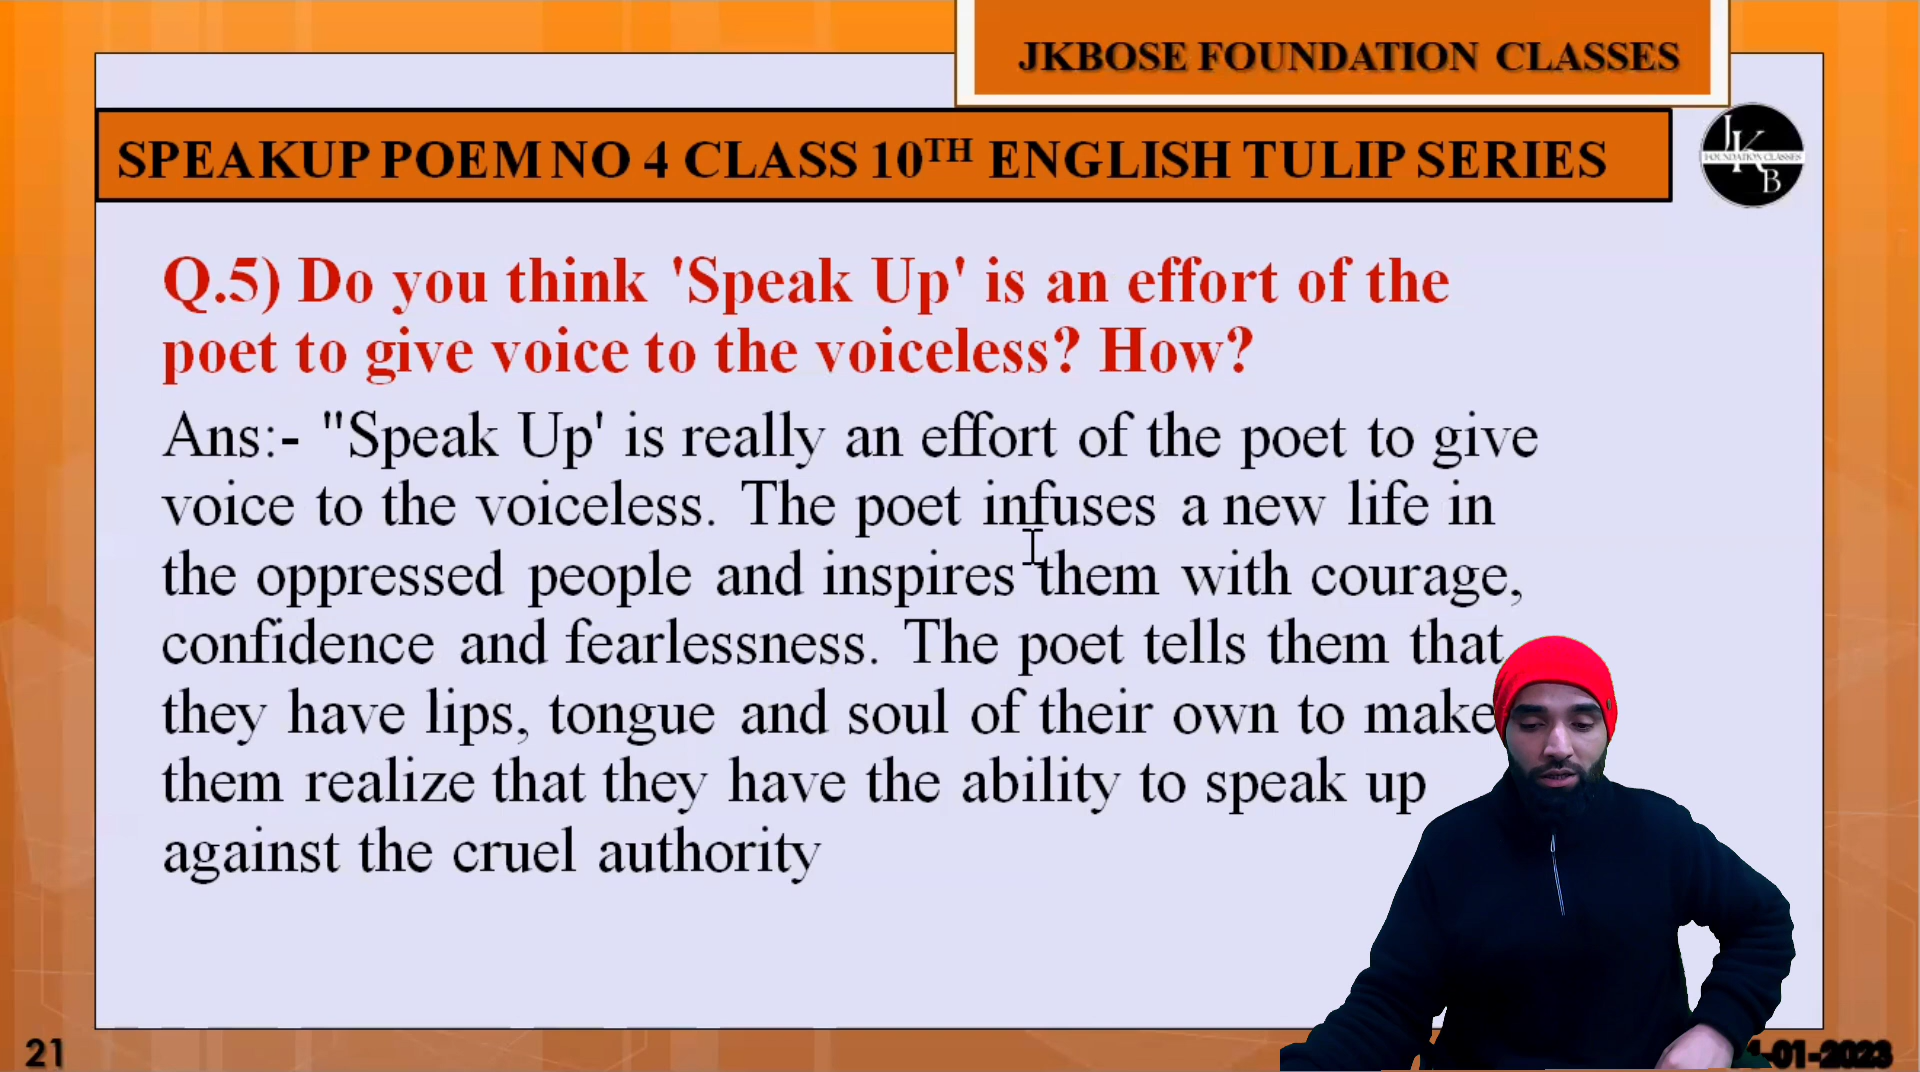 JKBOSE FOUNDATION CLASSES
SPEAKUP POEM NO 4 CLASS 10TH ENGLISH TULIP SERIES
JK
FOUNDATION CLASSES
B
Q.5) Do you think 'Speak Up' is an effort of the
poet to give voice to the voiceless? How?
Ans:- "Speak Up' is really an effort of the poet to give
voice to the voiceless. The poet infuses a new life in
the oppressed people and inspires them with courage,
confidence and fearlessness. The poet tells them that
they have lips, tongue and soul of their own to make
them realize that they have the ability to speak up
against the cruel authority
21
-01-2023